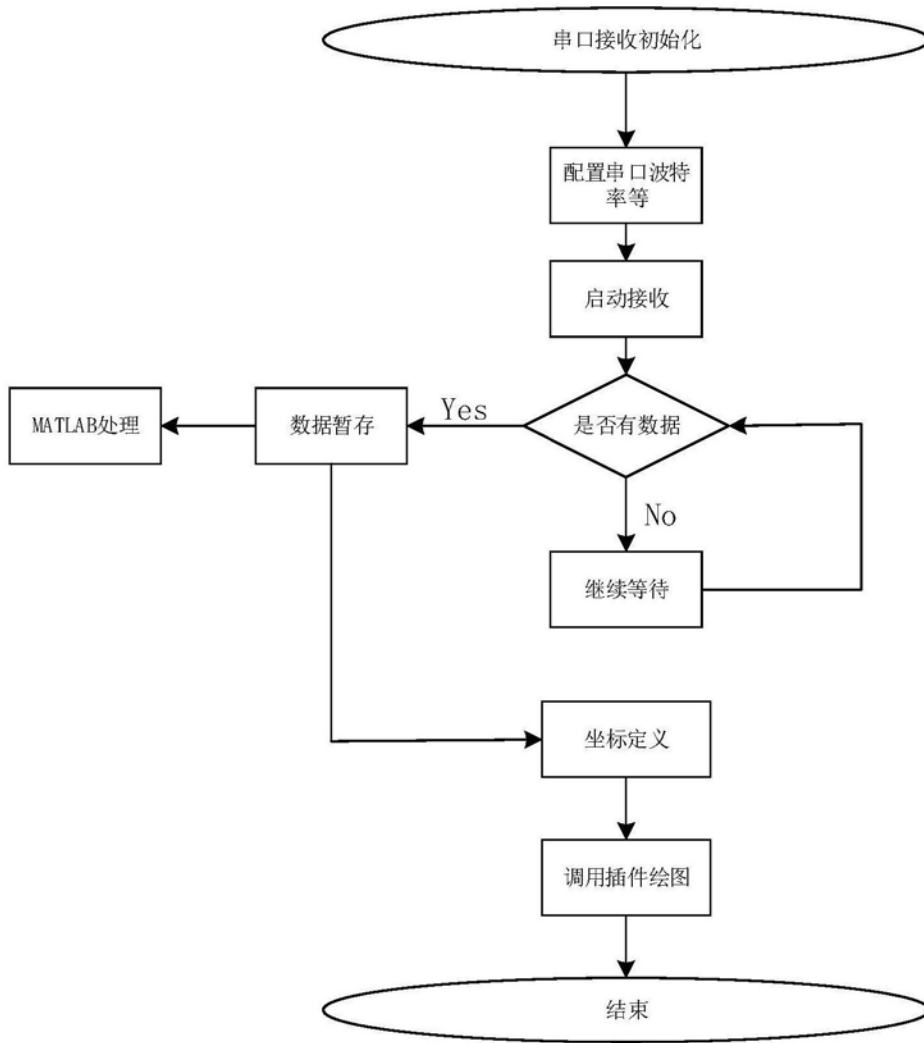 串口接收初始化
配置串口波特
率等
启动接收
是否有数据
Yes
数据暂存
MATLAB处理
No
继续等待
坐标定义
调用插件绘图
结束